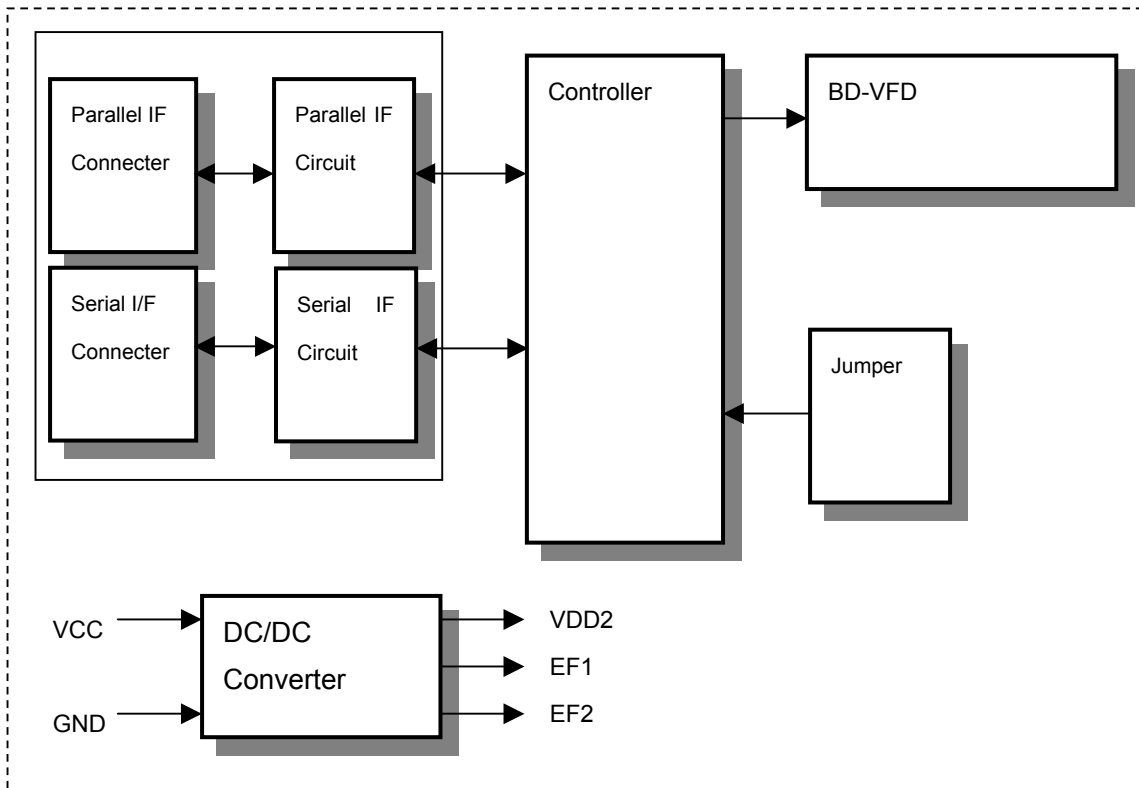 Parallel IF
Connecter
Parallel IF
Circuit
Controller
BD-VFD
Serial I/F
Connecter
Serial IF
Circuit
Jumper
VCC
GND
DC/DC
Converter
VDD2
EF1
EF2